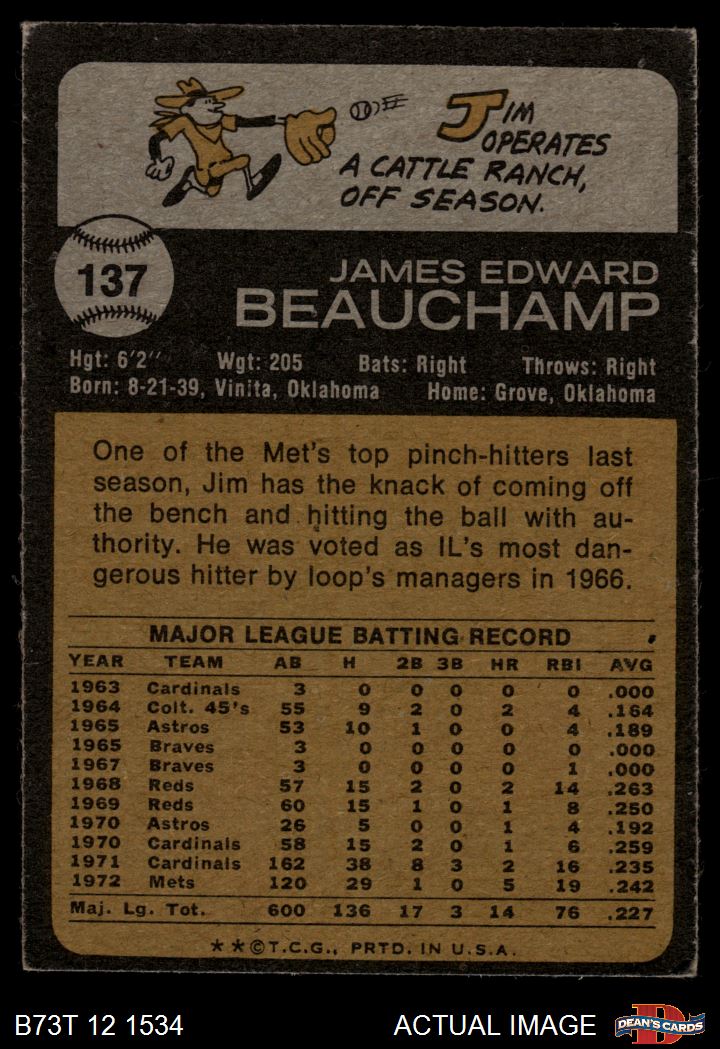 JIM
OPERATES
A CATTLE RANCH,
OFF SEASON.
137
JAMES EDWARD
BEAUCHAMP
Hgt: 6'2" Wgt: 205 Bats: Right Throws: Right
Born: 8-21-39, Vinita, Oklahoma Home: Grove, Oklahoma
One of the Met's top pinch-hitters last
season, Jim has the knack of coming off
the bench and hitting the ball with au-
thority. He was voted as IL's most dan-
gerous hitter by loop's managers in 1966.
MAJOR LEAGUE BATTING RECORD
YEAR TEAM AB H 2B 3B HR RBI AVG
1963 Cardinals 3 0 0 0 0 0 .000
1964 Colt. 45's 55 9 2 0 2 4 .164
1965 Astros 53 10 1 0 0 4 .189
1965 Braves 3 0 0 0 0 0 .000
1967 Braves 3 0 0 0 0 1 .000
1968 Reds 57 15 2 0 2 14 .263
1969 Reds 60 15 1 0 1 8 .250
1970 Astros 26 5 0 0 1 4 .192
1970 Cardinals 58 15 2 0 1 6 .259
1971 Cardinals 162 38 8 3 2 16 .235
1972 Mets 120 29 1 0 5 19 .242
Maj. Lg. Tot. 600 136 17 3 14 76 .227
**©T.C.G., PRTD. IN U.S.A.
B73T 12 1534 ACTUAL IMAGE DEAN'S CARDS